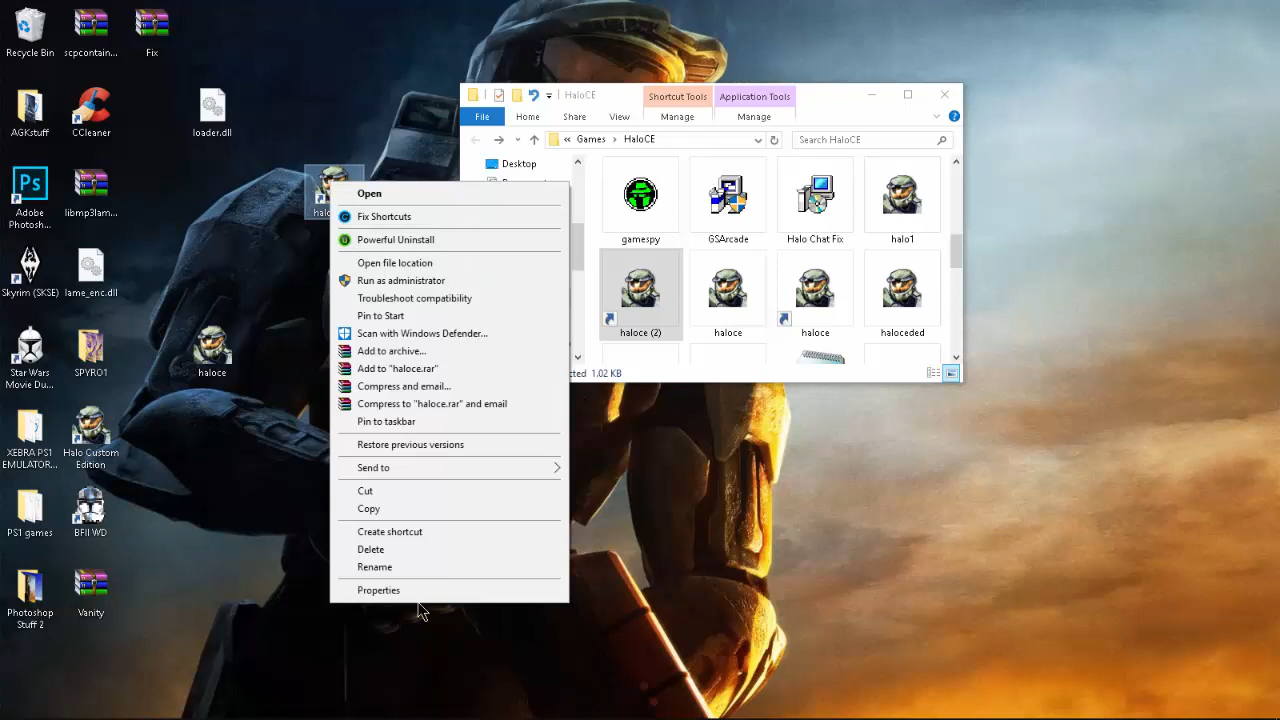 Recycle Bin
scpcontain...
Fix
AGKstuff
CCleaner
loader.dll
Ps
Adobe
Photosh...
libmp3lam...
Skyrim (SKSE)
lame_enc.dll
Star Wars
Movie Du...
SPYRO1
haloce
XEBRA PS1
EMULATOR...
Halo Custom
Edition
PS1 games
BFII WD
Photoshop
Stuff 2
Vanity
Open
Fix Shortcuts
Powerful Uninstall
Open file location
Run as administrator
Troubleshoot compatibility
Pin to Start
Scan with Windows Defender...
Add to archive...
Add to "haloce.rar"
Compress and email...
Compress to "haloce.rar" and email
Pin to taskbar
Restore previous versions
Send to
Cut
Copy
Create shortcut
Delete
Rename
Properties
HaloCE
Shortcut Tools
Application Tools
File
Home
Share
View
Manage
Manage
« Games > HaloCE
Search HaloCE
Desktop
gamespy
GSArcade
Halo Chat Fix
halo1
haloce (2)
haloce
haloce
haloceded
1.02 KB